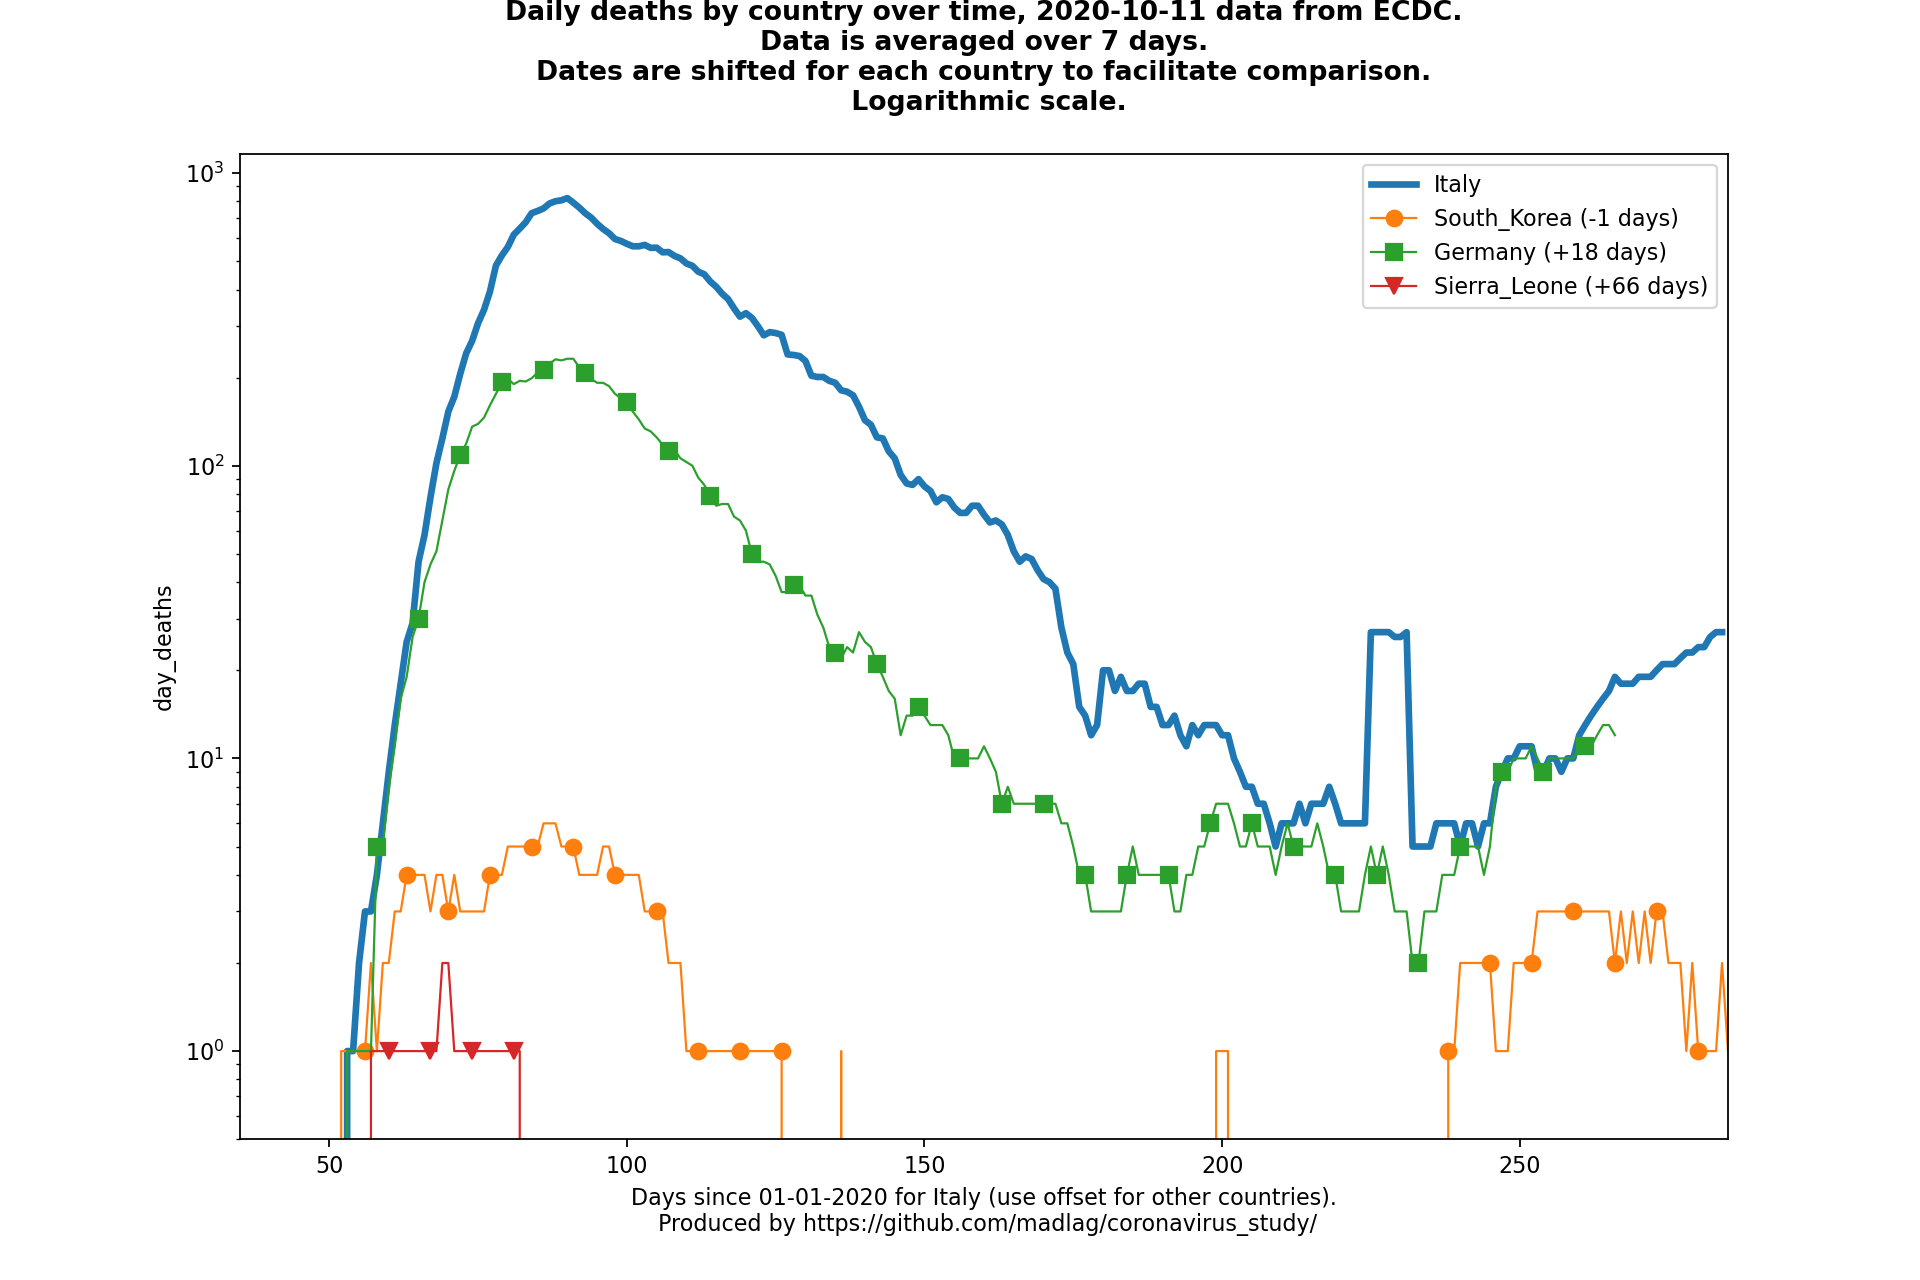 Daily deaths by country over time, 2020-10-11 data from ECDC.
Data is averaged over 7 days.
Dates are shifted for each country to facilitate comparison.
Logarithmic scale.
Italy
South_Korea (-1 days)
Germany (+18 days)
Sierra_Leone (+66 days)
10³
10²
10¹
10⁰
day_deaths
50 100 150 200 250
Days since 01-01-2020 for Italy (use offset for other countries).
Produced by https://github.com/madlag/coronavirus_study/